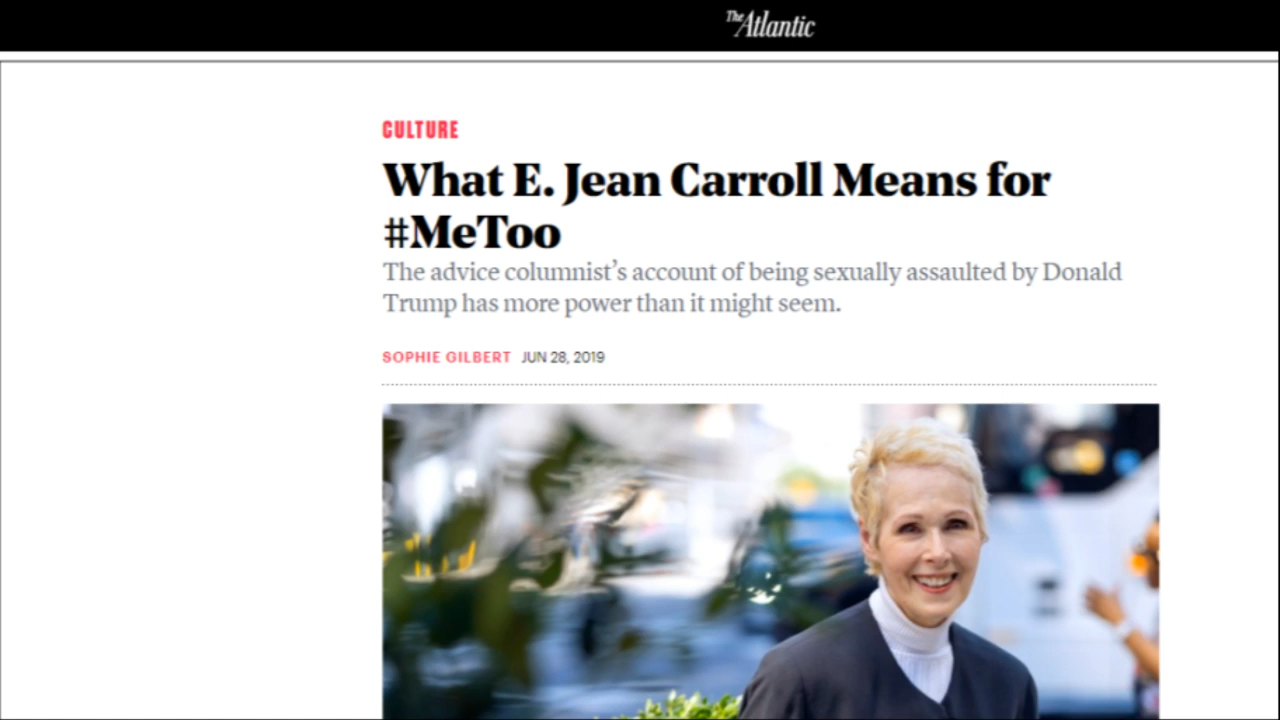 The Atlantic
CULTURE
What E. Jean Carroll Means for
#MeToo
The advice columnist’s account of being sexually assaulted by Donald
Trump has more power than it might seem.
SOPHIE GILBERT JUN 28, 2019